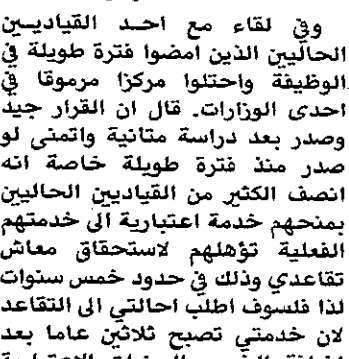 وفي لقاء مع احد القياديين
الحاليين الذين امضوا فترة طويلة في
الوظيفة واحتلوا مركزا مرموقا في
احدى الوزارات. قال ان القرار جيد
وصدر بعد دراسة متانية واتمنى لو
صدر منذ فترة طويلة خاصة انه
انصف الكثير من القياديين الحاليين
بمنحهم خدمة اعتبارية الى خدمتهم
الفعلية تؤهلهم لاستحقاق معاش
تقاعدي وذلك في حدود خمس سنوات
لذا فلسوف اطلب احالتي الى التقاعد
لان خدمتي تصبح ثلاثين عاما بعد